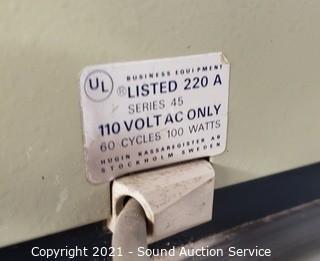 UL
BUSINESS EQUIPMENT
®LISTED 220 A
SERIES 45
110 VOLT AC ONLY
60 CYCLES 100 WATTS
HUGIN KASSAREGISTER AB
STOCKHOLM SWEDEN
Copyright 2021 - Sound Auction Service